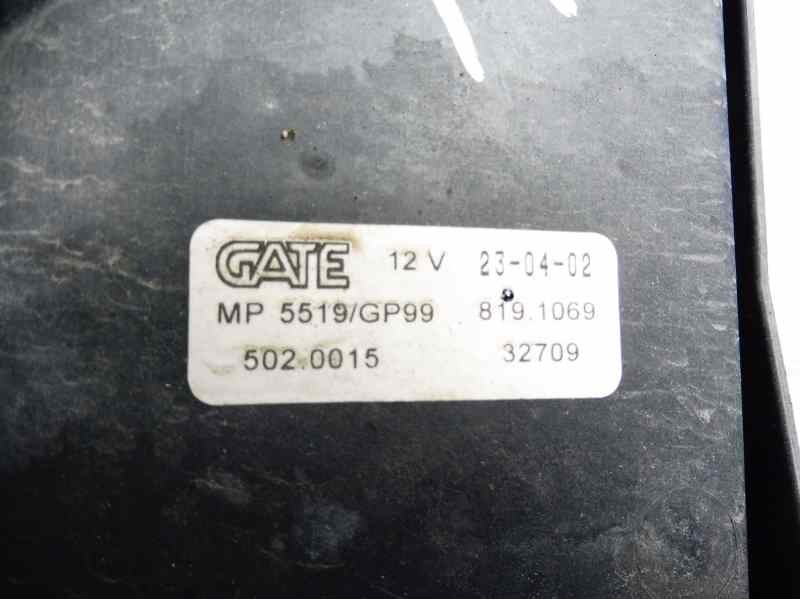 GATE 12 V 23-04-02
MP 5519/GP99 819.1069
502.0015 32709